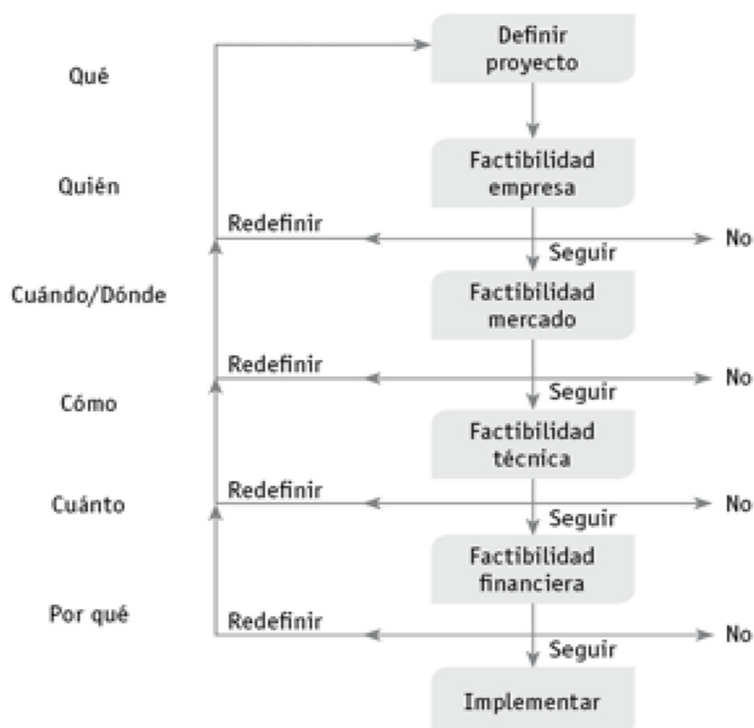 Definir
proyecto
Qué
Factibilidad
empresa
Quién
Redefinir
No
Seguir
Cuándo/Dónde
Factibilidad
mercado
Redefinir
No
Seguir
Cómo
Factibilidad
técnica
Redefinir
No
Cuánto
Seguir
Factibilidad
financiera
Por qué
Redefinir
No
Seguir
Implementar